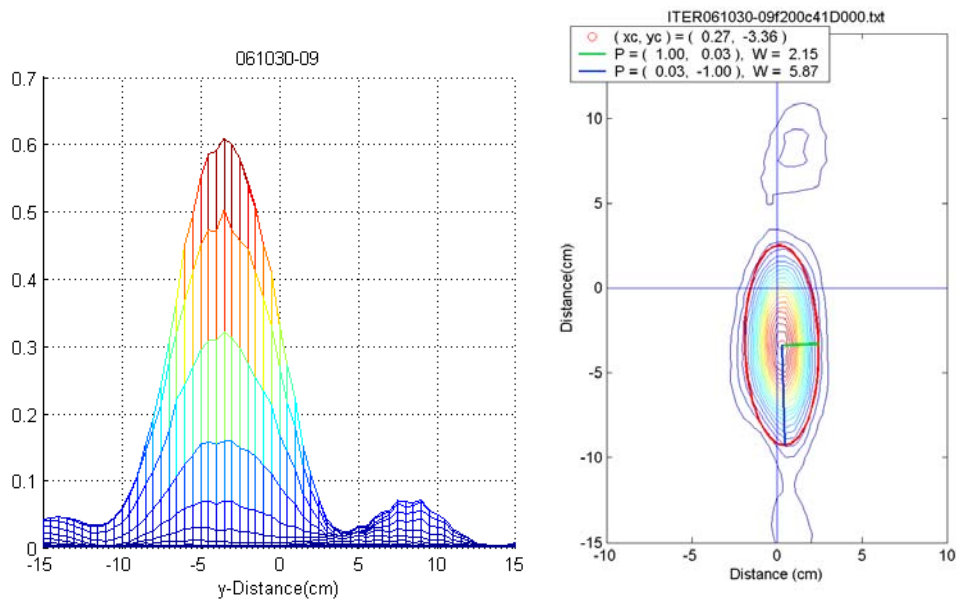 061030-09
0.7
0.6
0.5
0.4
0.3
0.2
0.1
0
-15 -10 -5 0 5 10 15
y-Distance(cm)
ITER061030-09f200c41D000.txt
( xc, yc ) = ( 0.27, -3.36 )
P = ( 1.00, 0.03 ), W = 2.15
P = ( 0.03, -1.00 ), W = 5.87
10
5
0
-5
-10
-15
Distance(cm)
-10 -5 0 5 10
Distance (cm)